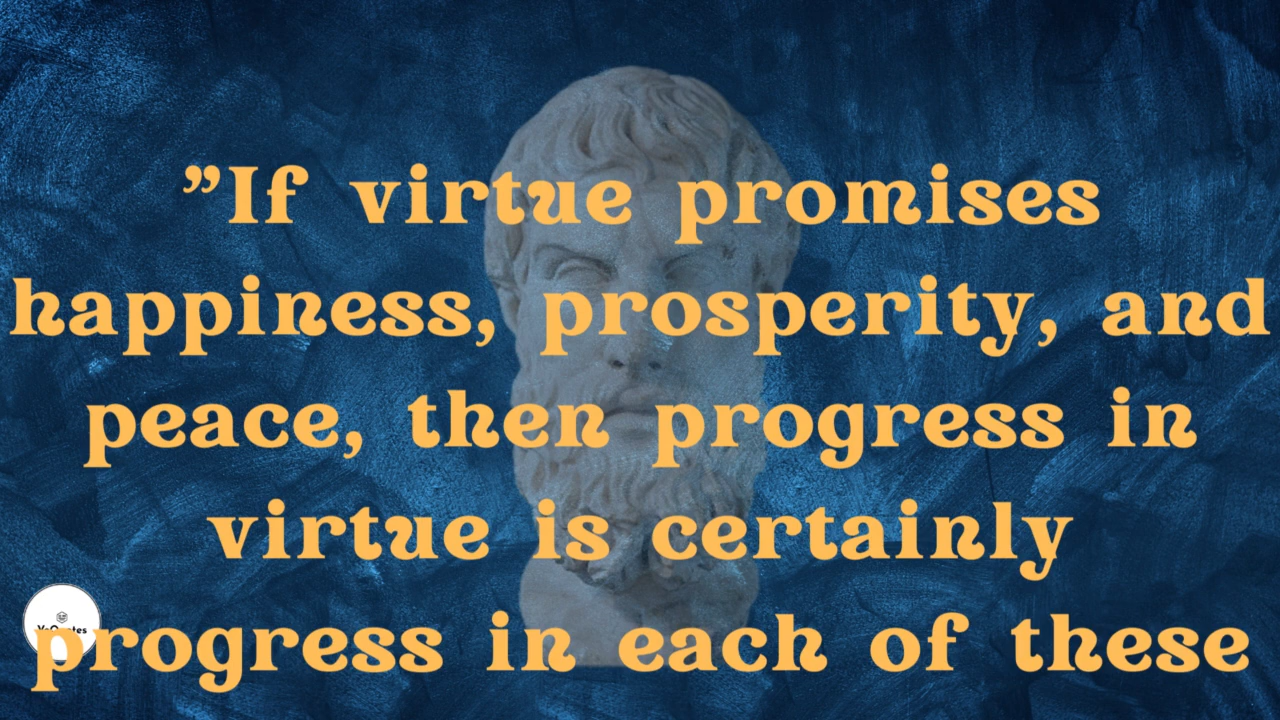 ”If virtue promises
happiness, prosperity, and
peace, then progress in
virtue is certainly
progress in each of these